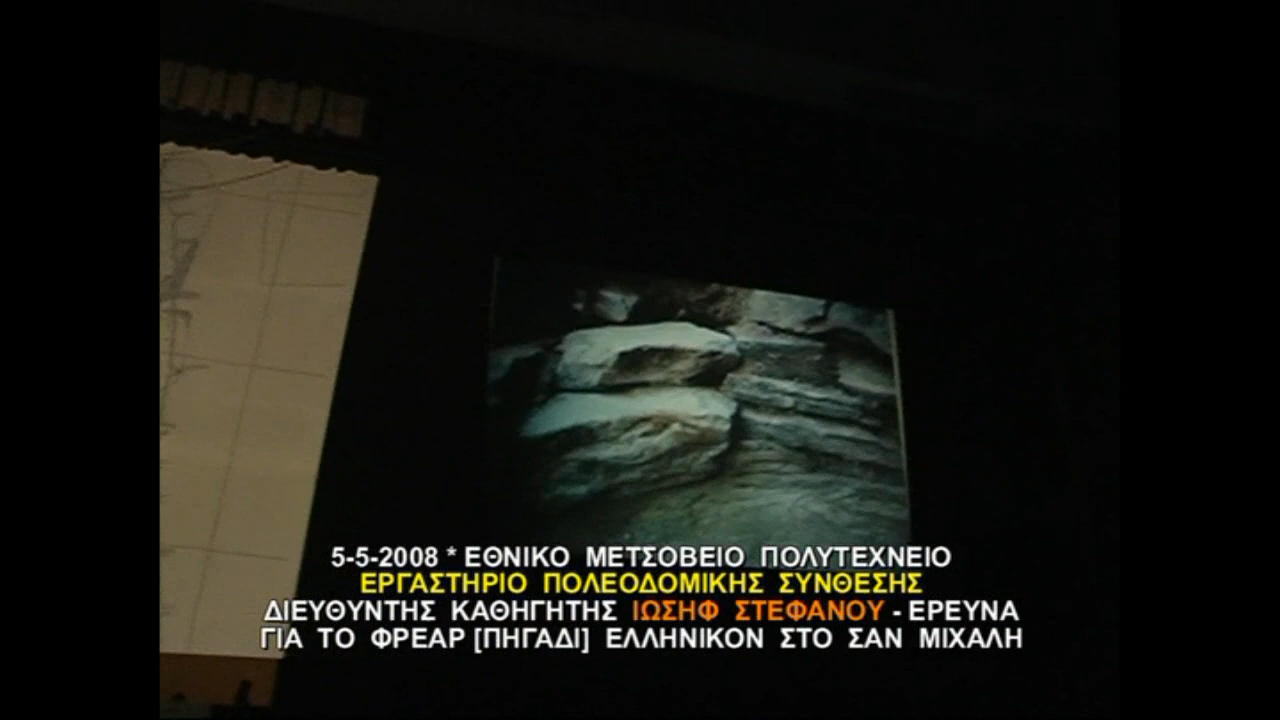 5-5-2008 * ΕΘΝΙΚΟ ΜΕΤΣΟΒΕΙΟ ΠΟΛΥΤΕΧΝΕΙΟ
ΕΡΓΑΣΤΗΡΙΟ ΠΟΛΕΟΔΟΜΙΚΗΣ ΣΥΝΘΕΣΗΣ
ΔΙΕΥΘΥΝΤΗΣ ΚΑΘΗΓΗΤΗΣ ΙΩΣΗΦ ΣΤΕΦΑΝΟΥ - ΕΡΕΥΝΑ
ΓΙΑ ΤΟ ΦΡΕΑΡ [ΠΗΓΑΔΙ] ΕΛΛΗΝΙΚΟΝ ΣΤΟ ΣΑΝ ΜΙΧΑΛΗ